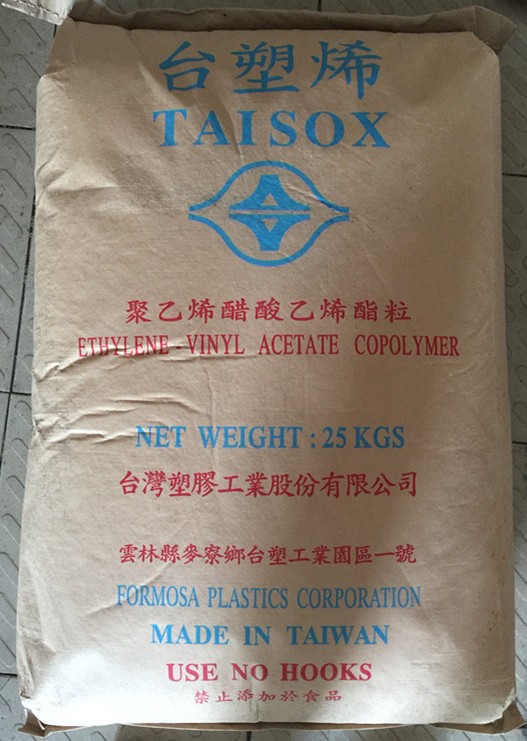 台塑烯
TAISOX
聚乙烯醋酸乙烯酯粒
ETHYLENE-VINYL ACETATE COPOLYMER
NET WEIGHT : 25 KGS
台灣塑膠工業股份有限公司
雲林縣麥寮鄉台塑工業園區一號
FORMOSA PLASTICS CORPORATION
MADE IN TAIWAN
USE NO HOOKS
禁止添加於食品